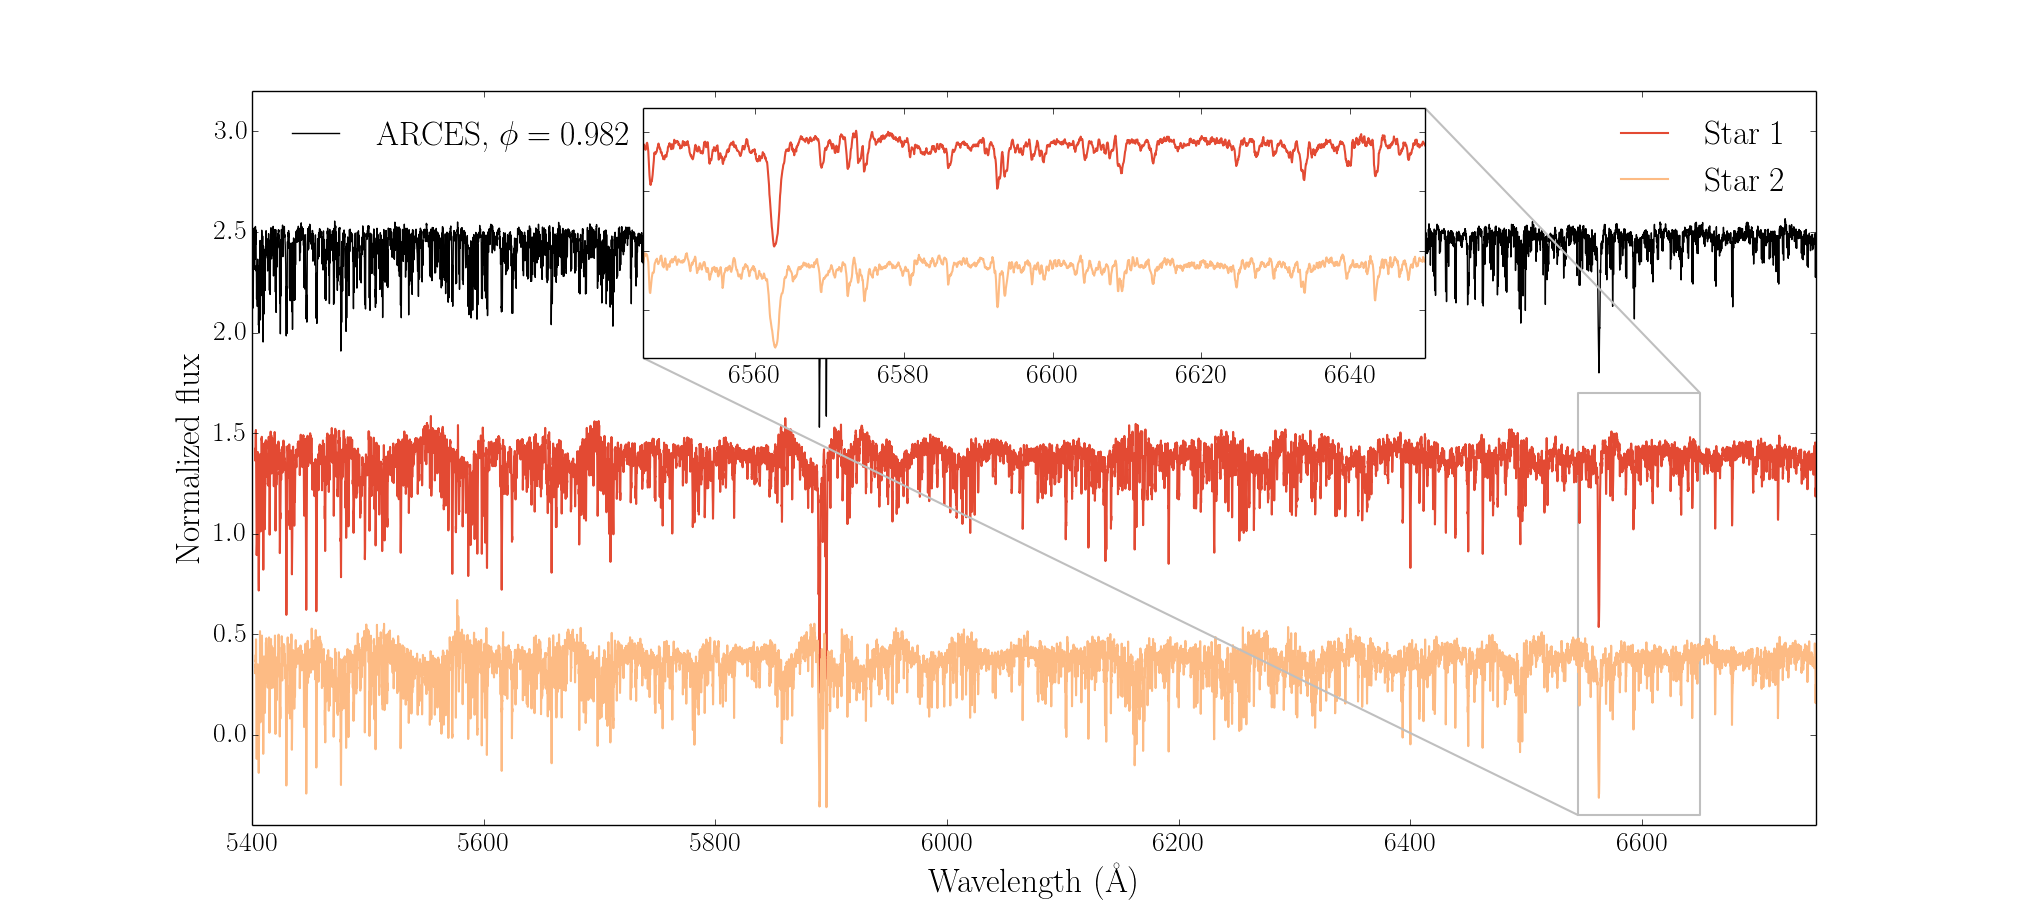 ARCES, ϕ = 0.982
Star 1
Star 2
3.0
2.5
2.0
1.5
1.0
0.5
0.0
Normalized flux
6560 6580 6600 6620 6640
5400 5600 5800 6000 6200 6400 6600
Wavelength (Å)